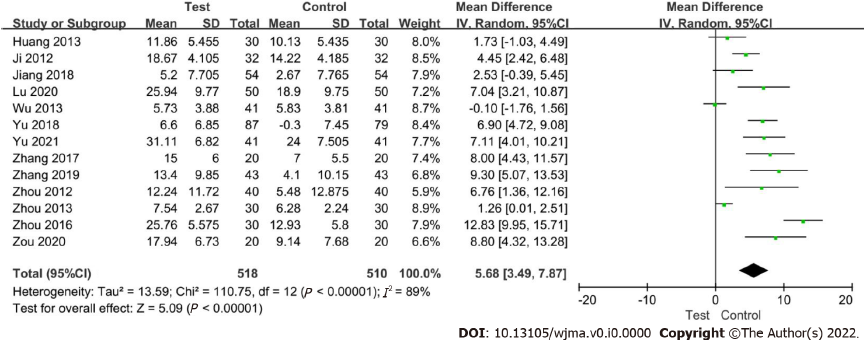 Test Control Mean Difference Mean Difference
Study or Subgroup Mean SD Total Mean SD Total Weight IV. Random, 95%CI IV. Random, 95%CI
Huang 2013 11.86 5.455 30 10.13 5.435 30 8.0% 1.73 [-1.03, 4.49]
Ji 2012 18.67 4.105 32 14.22 4.185 32 8.4% 4.45 [2.42, 6.48]
Jiang 2018 5.2 7.705 54 2.67 7.765 54 7.9% 2.53 [-0.39, 5.45]
Lu 2020 25.94 9.77 50 18.9 9.75 50 7.2% 7.04 [3.21, 10.87]
Wu 2013 5.73 3.88 41 5.83 3.81 41 8.6% -0.10 [-1.76, 1.56]
Yu 2018 6.6 6.85 87 -0.3 7.45 79 8.4% 6.90 [4.72, 9.08]
Yu 2021 31.11 6.82 41 24 7.505 41 7.8% 7.11 [4.01, 10.21]
Zhang 2017 15 6 20 7 5.5 20 7.4% 8.00 [4.43, 11.57]
Zhang 2019 13.4 9.85 43 4.1 10.15 43 6.9% 9.30 [5.07, 13.53]
Zhou 2012 12.24 11.72 40 5.48 12.875 40 6.0% 6.76 [1.36, 12.16]
Zhou 2013 7.54 2.67 30 6.28 2.24 30 8.8% 1.26 [0.01, 2.51]
Zhou 2016 25.76 5.575 30 12.93 5.8 30 7.9% 12.83 [9.95, 15.71]
Zou 2020 17.94 6.73 20 9.14 7.68 20 6.7% 8.80 [4.32, 13.28]
Total (95%CI) 518 510 100.0% 5.68 [3.49, 7.87]
Heterogeneity: Tau² = 13.59; Chi² = 110.75, df = 12 (P < 0.00001); I² = 89%
Test for overall effect: Z = 5.09 (P < 0.00001)
-20 -10 0 10 20
Test Control
DOI: 10.13105/wjma.v0.i0.0000 Copyright ©The Author(s) 2022.